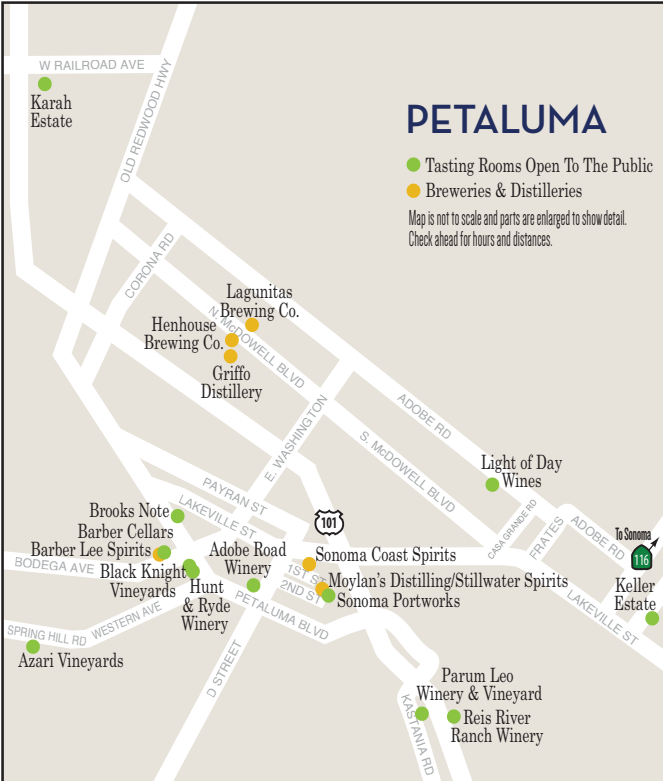 W RAILROAD AVE
Karah
Estate
OLD REDWOOD HWY
PETALUMA
Tasting Rooms Open To The Public
Breweries & Distilleries
Map is not to scale and parts are enlarged to show detail.
Check ahead for hours and distances.
CORONA RD
Lagunitas
Brewing Co.
Henhouse
Brewing Co.
N. McDOWELL BLVD
Griffo
Distillery
E. WASHINGTON
ADOBE RD
S. McDOWELL BLVD
Light of Day
Wines
PAYRAN ST
LAKEVILLE ST
101
CASA GRANDE RD
FRATES
ADOBE RD
To Sonoma
116
Brooks Note
Barber Cellars
Barber Lee Spirits
BODEGA AVE
Black Knight
Vineyards
Hunt
& Ryde
Winery
Adobe Road
Winery
Sonoma Coast Spirits
1ST ST
2ND ST
Moylan's Distilling/Stillwater Spirits
Sonoma Portworks
Keller
Estate
LAKEVILLE ST
PETALUMA BLVD
WESTERN AVE
SPRING HILL RD
Azari Vineyards
D STREET
Parum Leo
Winery & Vineyard
Reis River
Ranch Winery
KASTANIA RD